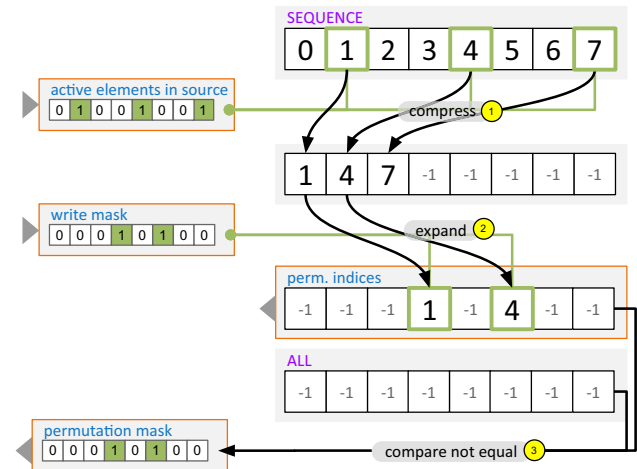 SEQUENCE
0 1 2 3 4 5 6 7
active elements in source
0 1 0 0 1 0 0 1
compress 1
1 4 7 -1 -1 -1 -1 -1
write mask
0 0 0 1 0 1 0 0
expand 2
perm. indices
-1 -1 -1 1 -1 4 -1 -1
ALL
-1 -1 -1 -1 -1 -1 -1 -1
permutation mask
0 0 0 1 0 1 0 0
compare not equal 3